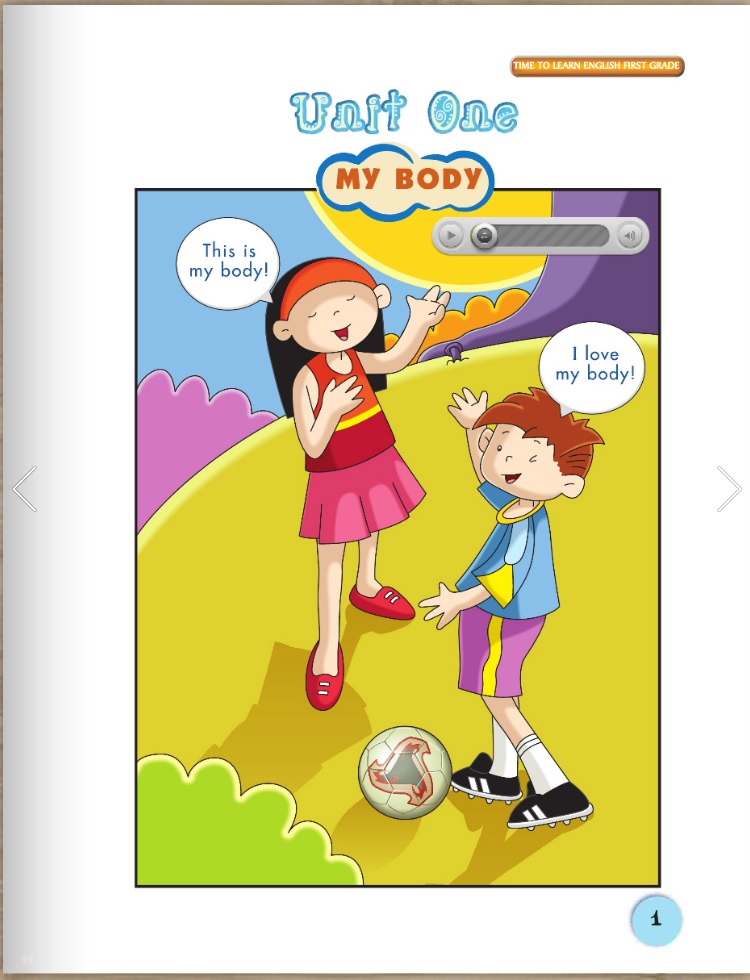 TIME TO LEARN ENGLISH FIRST GRADE
Unit One
MY BODY
This is
my body!
I love
my body!
1